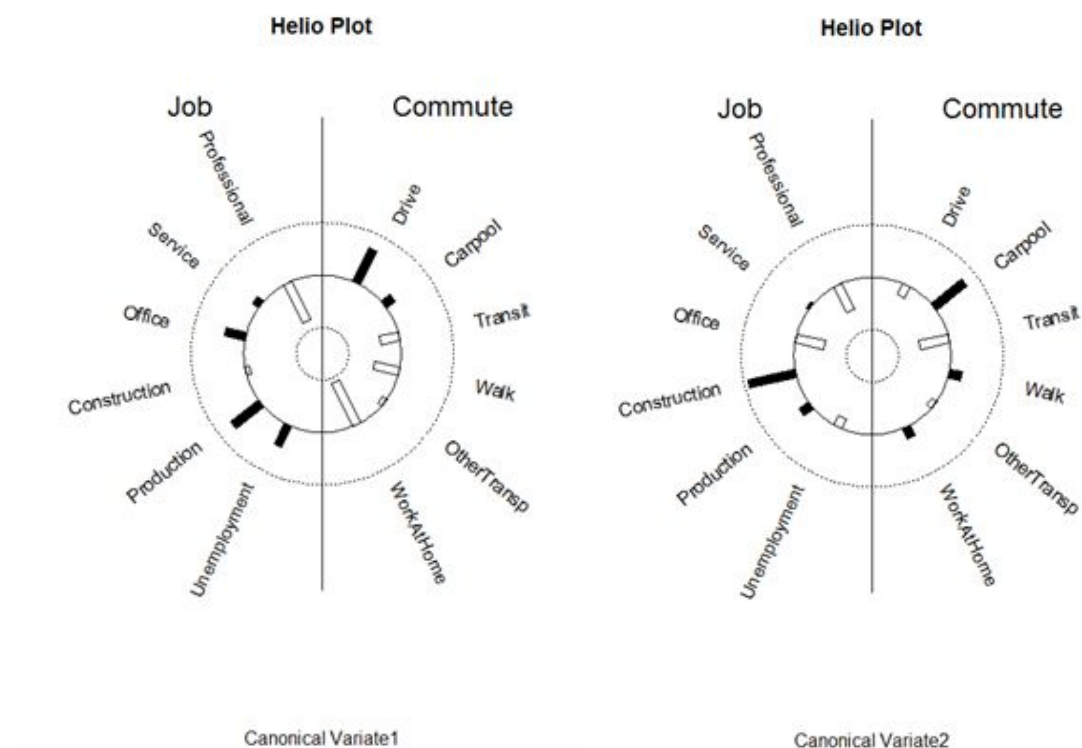 Helio Plot
Job
Commute
Professional
Service
Office
Construction
Production
Unemployment
Drive
Carpool
Transit
Walk
OtherTransp
WorkAtHome
Canonical Variate1
Helio Plot
Job
Commute
Professional
Service
Office
Construction
Production
Unemployment
Drive
Carpool
Transit
Walk
OtherTransp
WorkAtHome
Canonical Variate2